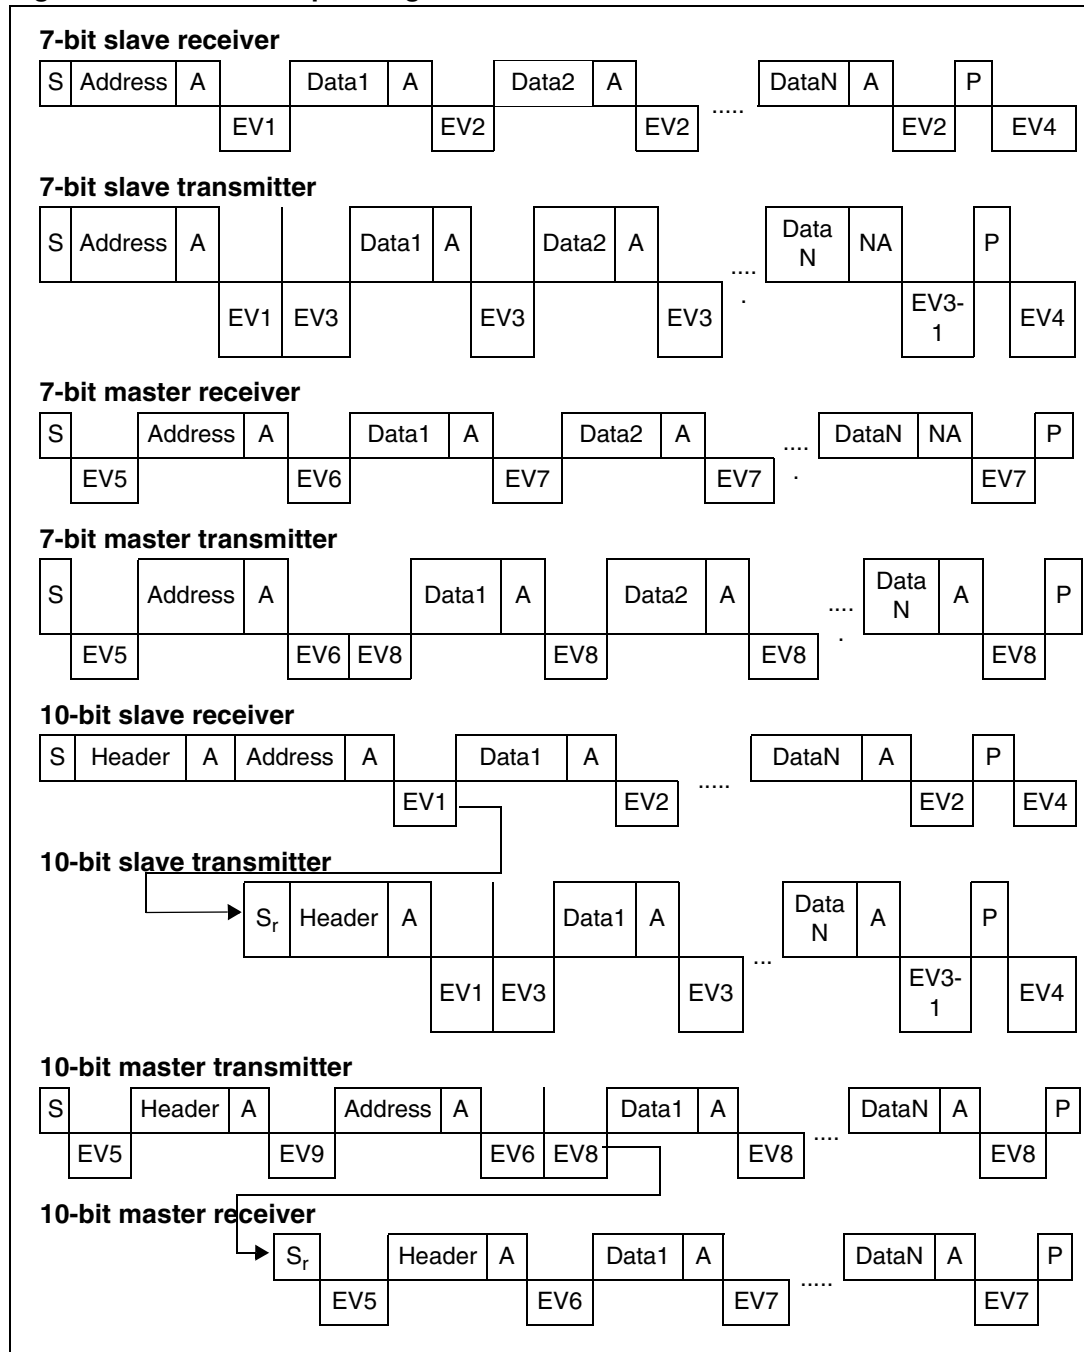 7-bit slave receiver
S Address A Data1 A Data2 A ..... DataN A P
EV1 EV2 EV2 EV2 EV4
7-bit slave transmitter
S Address A Data1 A Data2 A .... . Data N NA P
EV1 EV3 EV3 EV3 EV3-1 EV4
7-bit master receiver
S Address A Data1 A Data2 A .... . DataN NA P
EV5 EV6 EV7 EV7 EV7
7-bit master transmitter
S Address A Data1 A Data2 A .... . Data N A P
EV5 EV6 EV8 EV8 EV8 EV8
10-bit slave receiver
S Header A Address A Data1 A ..... DataN A P
EV1 EV2 EV2 EV4
10-bit slave transmitter
Sr Header A Data1 A ... Data N A P
EV1 EV3 EV3 EV3-1 EV4
10-bit master transmitter
S Header A Address A Data1 A .... DataN A P
EV5 EV9 EV6 EV8 EV8 EV8
10-bit master receiver
Sr Header A Data1 A ..... DataN A P
EV5 EV6 EV7 EV7